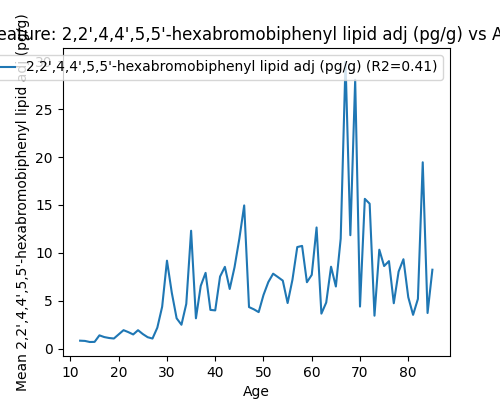 eature: 2,2',4,4',5,5'-hexabromobiphenyl lipid adj (pg/g) vs A
2,2',4,4',5,5'-hexabromobiphenyl lipid adj (pg/g) (R2=0.41)
Mean 2,2',4,4',5,5'-hexabromobiphenyl lipid adj (pg/g)
25
20
15
10
5
0
10 20 30 40 50 60 70 80
Age